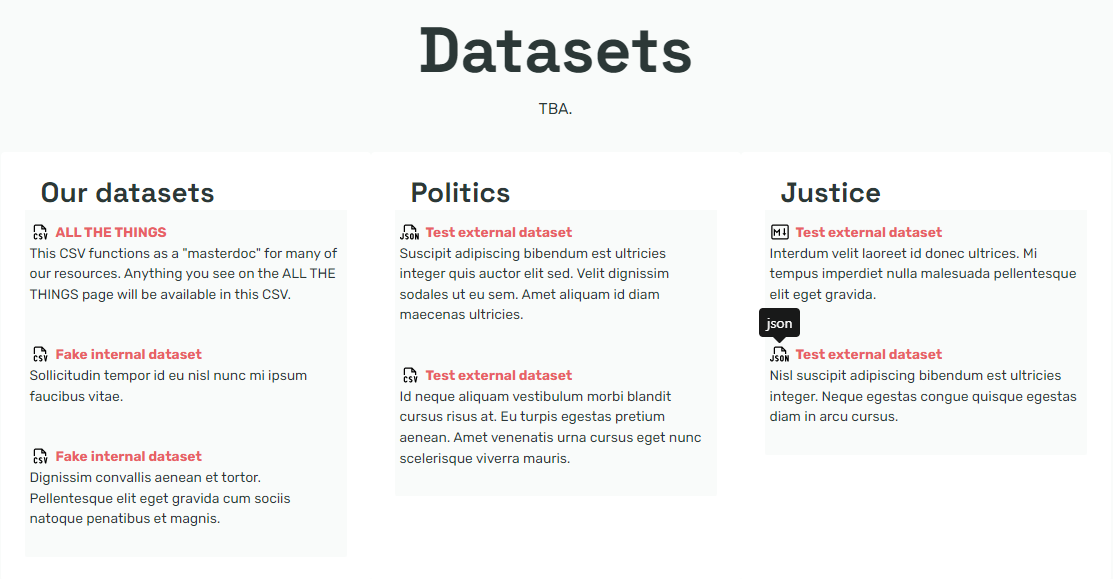 Datasets
TBA.
Our datasets
CSV ALL THE THINGS
This CSV functions as a "masterdoc" for many of
our resources. Anything you see on the ALL THE
THINGS page will be available in this CSV.
CSV Fake internal dataset
Sollicitudin tempor id eu nisl nunc mi ipsum
faucibus vitae.
CSV Fake internal dataset
Dignissim convallis aenean et tortor.
Pellentesque elit eget gravida cum sociis
natoque penatibus et magnis.
Politics
JSON Test external dataset
Suscipit adipiscing bibendum est ultricies
integer quis auctor elit sed. Velit dignissim
sodales ut eu sem. Amet aliquam id diam
maecenas ultricies.
CSV Test external dataset
Id neque aliquam vestibulum morbi blandit
cursus risus at. Eu turpis egestas pretium
aenean. Amet venenatis urna cursus eget nunc
scelerisque viverra mauris.
Justice
M Test external dataset
Interdum velit laoreet id donec ultrices. Mi
tempus imperdiet nulla malesuada pellentesque
elit eget gravida.
json
JSON Test external dataset
Nisl suscipit adipiscing bibendum est ultricies
integer. Neque egestas congue quisque egestas
diam in arcu cursus.